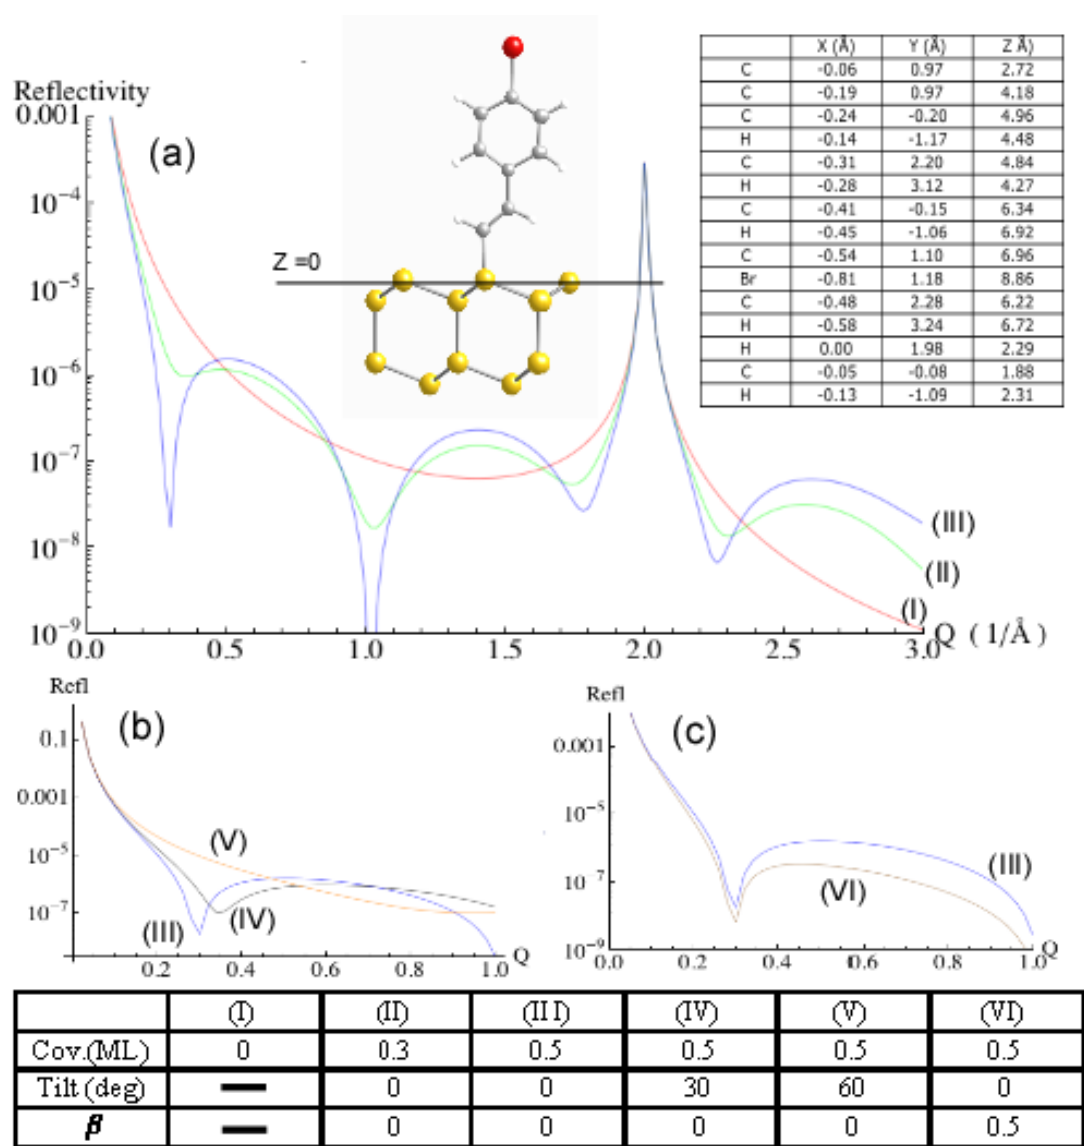 X (Å) Y (Å) Z Å)
C -0.06 0.97 2.72
C -0.19 0.97 4.18
C -0.24 -0.20 4.96
H -0.14 -1.17 4.48
C -0.31 2.20 4.84
H -0.28 3.12 4.27
C -0.41 -0.15 6.34
H -0.45 -1.06 6.92
C -0.54 1.10 6.96
Br -0.81 1.18 8.86
C -0.48 2.28 6.22
H -0.58 3.24 6.72
H 0.00 1.98 2.29
C -0.05 -0.08 1.88
H -0.13 -1.09 2.31
Reflectivity
0.001
(a)
10⁻⁴
Z =0
10⁻⁵
10⁻⁶
10⁻⁷
10⁻⁸
10⁻⁹
(III)
(II)
(I)
0.0 0.5 1.0 1.5 2.0 2.5 3.0
Q ( 1/Å )
Refl
(b)
0.1
0.001
10⁻⁵
10⁻⁷
(V)
(III)
(IV)
0.2 0.4 0.6 0.8 1.0 Q
Refl
(c)
0.001
10⁻⁵
10⁻⁷
10⁻⁹
(III)
(VI)
Q
0.0 0.2 0.4 0.6 0.8 1.0
(I) (II) (III) (IV) (V) (VI)
Cov.(ML) 0 0.3 0.5 0.5 0.5 0.5
Tilt (deg) — 0 0 30 60 0
β — 0 0 0 0 0.5